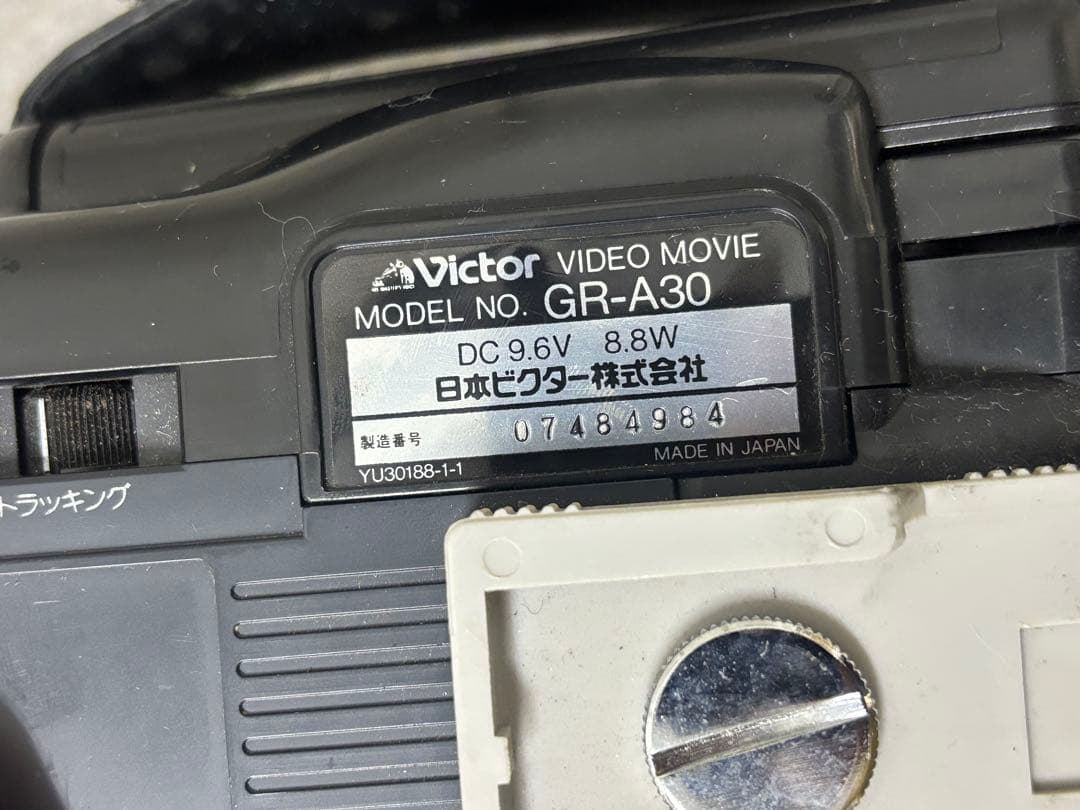 Victor VIDEO MOVIE
MODEL NO. GR-A30
DC 9.6V 8.8W
日本ビクター株式会社
製造番号 07484984
YU30188-1-1 MADE IN JAPAN
トラッキング